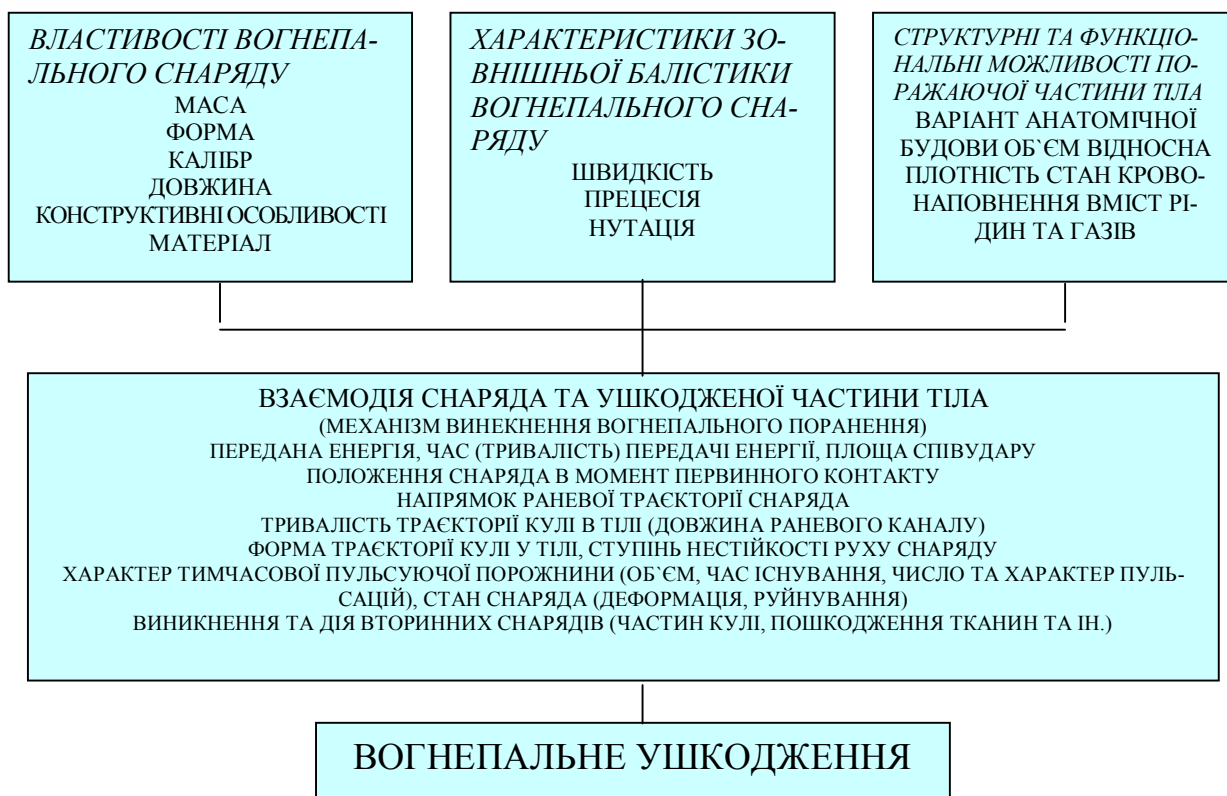 ВЛАСТИВОСТІ ВОГНЕПА-
ЛЬНОГО СНАРЯДУ
МАСА
ФОРМА
КАЛІБР
ДОВЖИНА
КОНСТРУКТИВНІ ОСОБЛИВОСТІ
МАТЕРІАЛ
ХАРАКТЕРИСТИКИ ЗО-
ВНІШНЬОЇ БАЛІСТИКИ
ВОГНЕПАЛЬНОГО СНА-
РЯДУ
ШВИДКІСТЬ
ПРЕЦЕСІЯ
НУТАЦІЯ
СТРУКТУРНІ ТА ФУНКЦІО-
НАЛЬНІ МОЖЛИВОСТІ ПО-
РАЖАЮЧОЇ ЧАСТИНИ ТІЛА
ВАРІАНТ АНАТОМІЧНОЇ
БУДОВИ ОБ`ЄМ ВІДНОСНА
ПЛОТНІСТЬ СТАН КРОВО-
НАПОВНЕННЯ ВМІСТ РІ-
ДИН ТА ГАЗІВ
ВЗАЄМОДІЯ СНАРЯДА ТА УШКОДЖЕНОЇ ЧАСТИНИ ТІЛА
(МЕХАНІЗМ ВИНЕКНЕННЯ ВОГНЕПАЛЬНОГО ПОРАНЕННЯ)
ПЕРЕДАНА ЕНЕРГІЯ, ЧАС (ТРИВАЛІСТЬ) ПЕРЕДАЧІ ЕНЕРГІЇ, ПЛОЩА СПІВУДАРУ
ПОЛОЖЕННЯ СНАРЯДА В МОМЕНТ ПЕРВИННОГО КОНТАКТУ
НАПРЯМОК РАНЕВОЇ ТРАЄКТОРІЇ СНАРЯДА
ТРИВАЛІСТЬ ТРАЄКТОРІЇ КУЛІ В ТІЛІ (ДОВЖИНА РАНЕВОГО КАНАЛУ)
ФОРМА ТРАЄКТОРІЇ КУЛІ У ТІЛІ, СТУПІНЬ НЕСТІЙКОСТІ РУХУ СНАРЯДУ
ХАРАКТЕР ТИМЧАСОВОЇ ПУЛЬСУЮЧОЇ ПОРОЖНИНИ (ОБ`ЄМ, ЧАС ІСНУВАННЯ, ЧИСЛО ТА ХАРАКТЕР ПУЛЬ-
САЦІЙ), СТАН СНАРЯДА (ДЕФОРМАЦІЯ, РУЙНУВАННЯ)
ВИНИКНЕННЯ ТА ДІЯ ВТОРИННИХ СНАРЯДІВ (ЧАСТИН КУЛІ, ПОШКОДЖЕННЯ ТКАНИН ТА ІН.)
ВОГНЕПАЛЬНЕ УШКОДЖЕННЯ